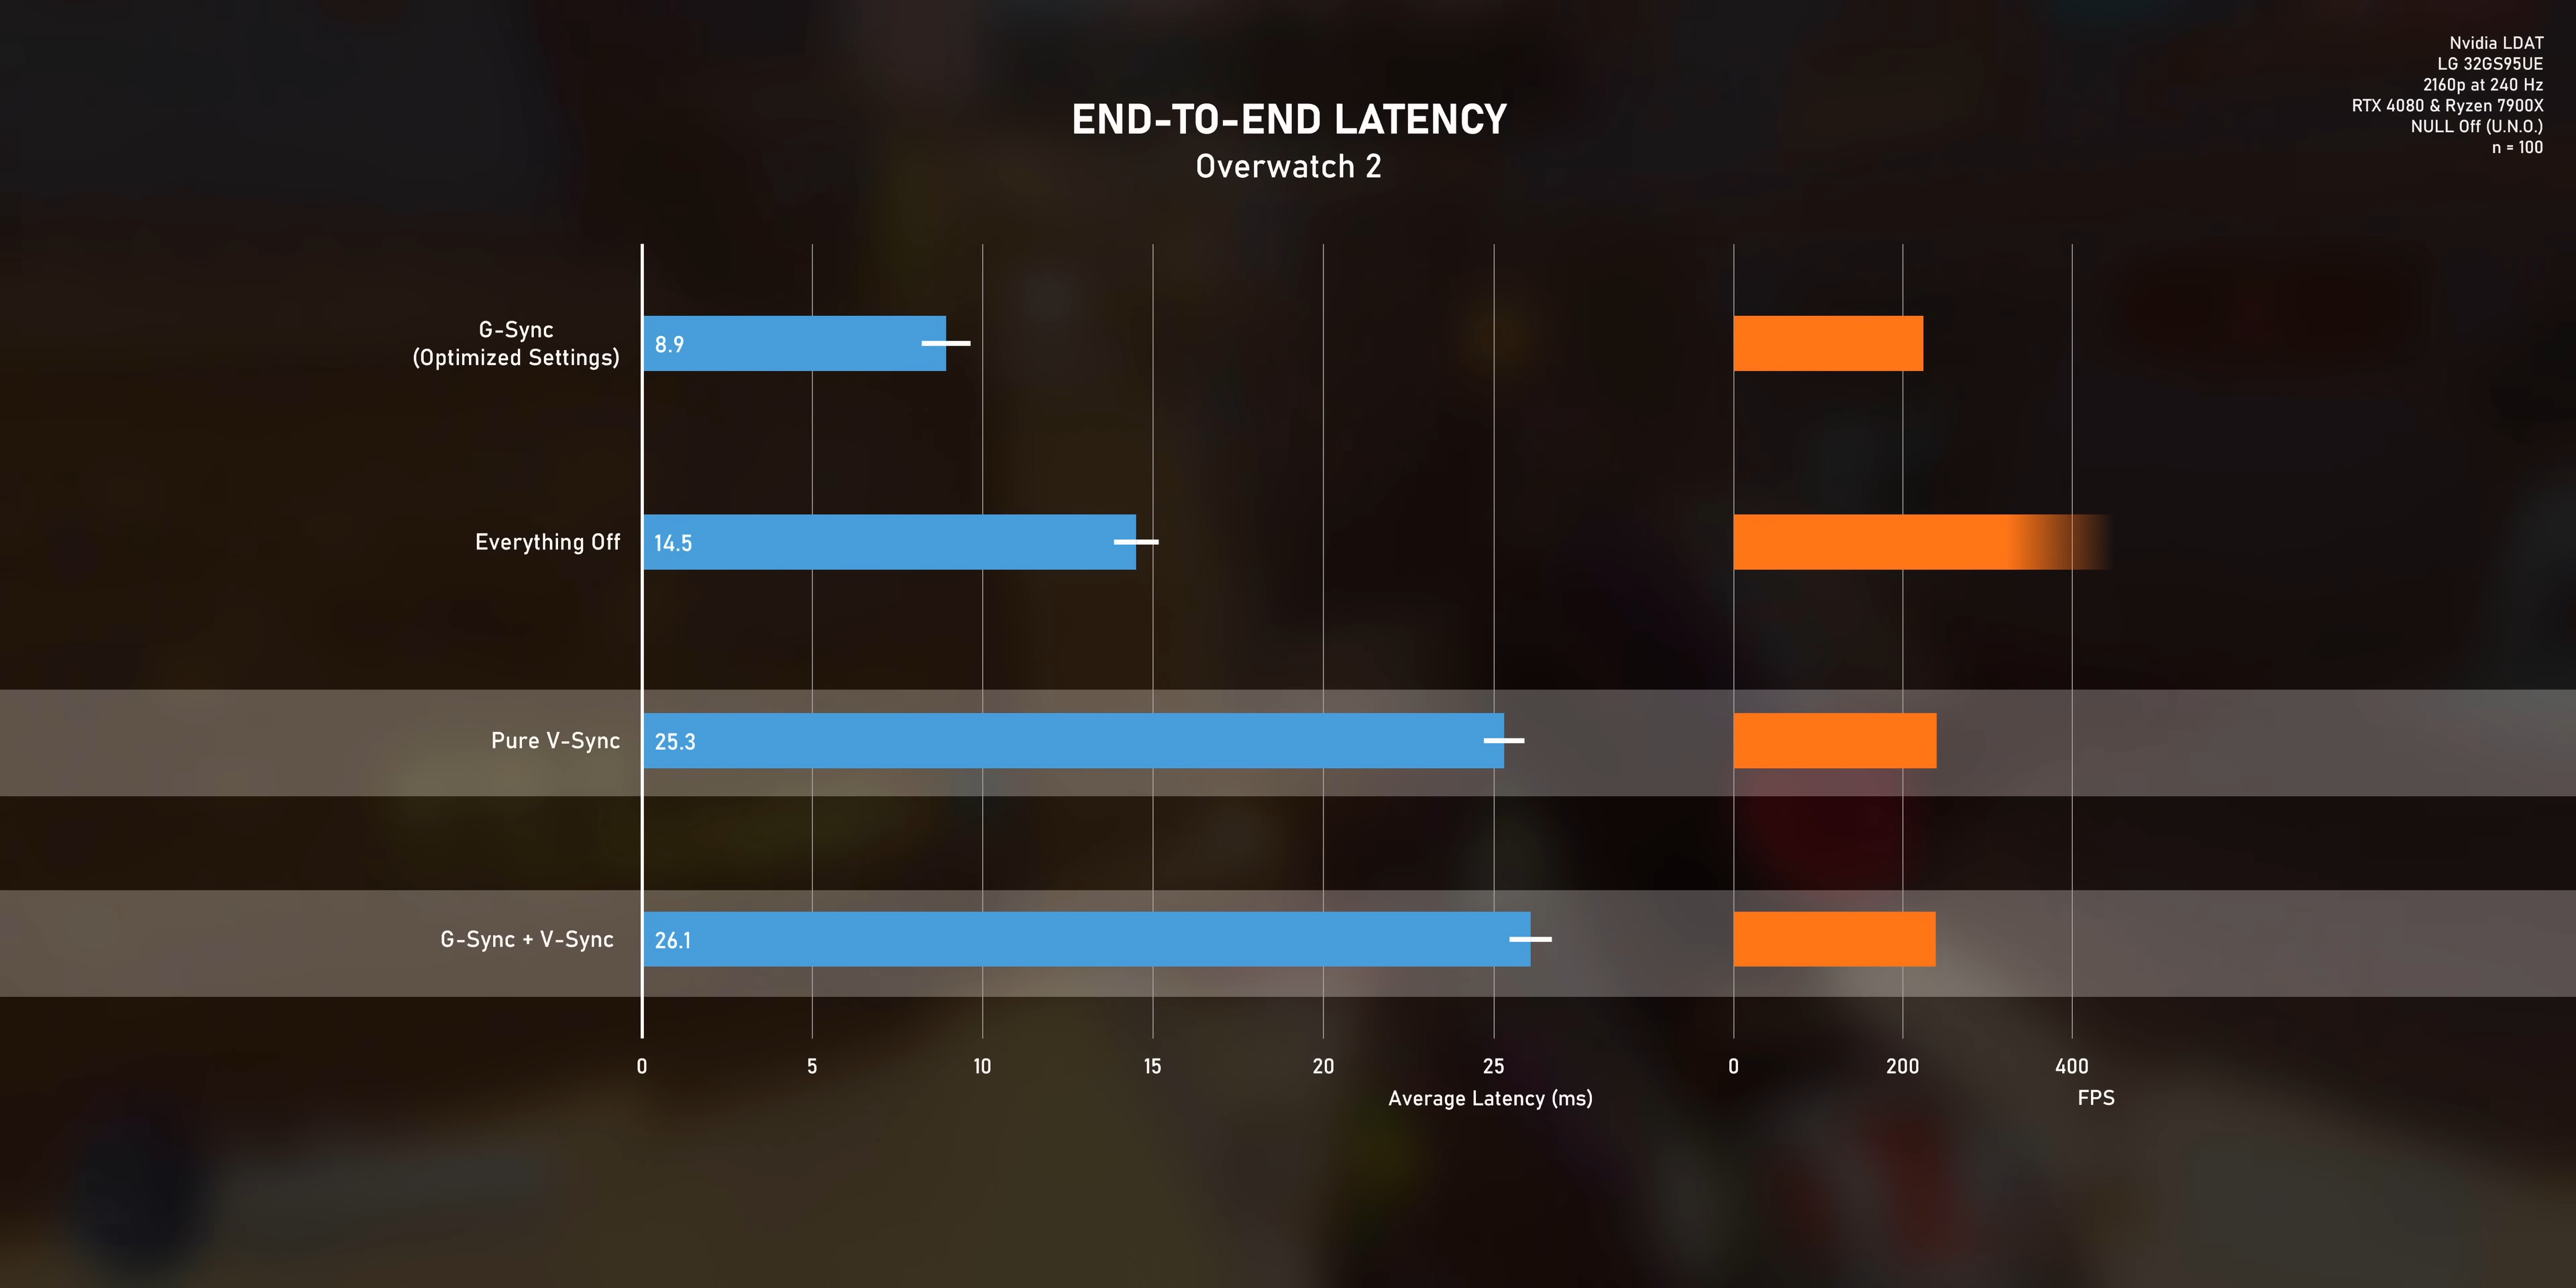 Nvidia LDAT
LG 32GS95UE
2160p at 240 Hz
RTX 4080 & Ryzen 7900X
NULL Off (U.N.O.)
n = 100
END-TO-END LATENCY
Overwatch 2
G-Sync
(Optimized Settings)
8.9
Everything Off
14.5
Pure V-Sync
25.3
G-Sync + V-Sync
26.1
0 5 10 15 20 25
Average Latency (ms)
0 200 400
FPS